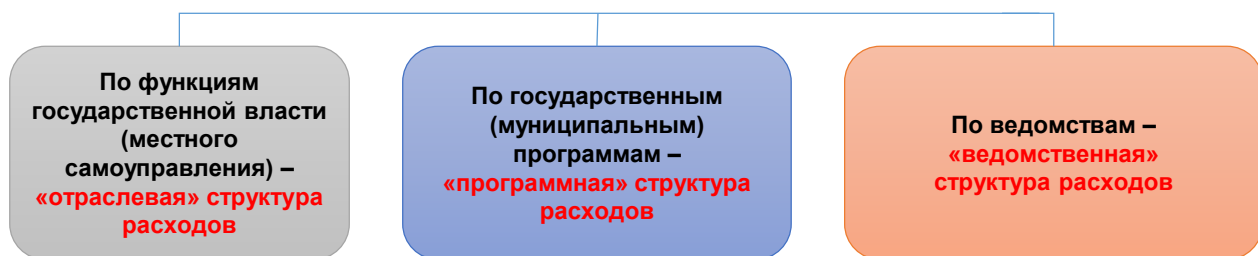 По функциям
государственной власти
(местного
самоуправления) –
«отраслевая» структура
расходов
По государственным
(муниципальным)
программам –
«программная» структура
расходов
По ведомствам –
«ведомственная»
структура расходов